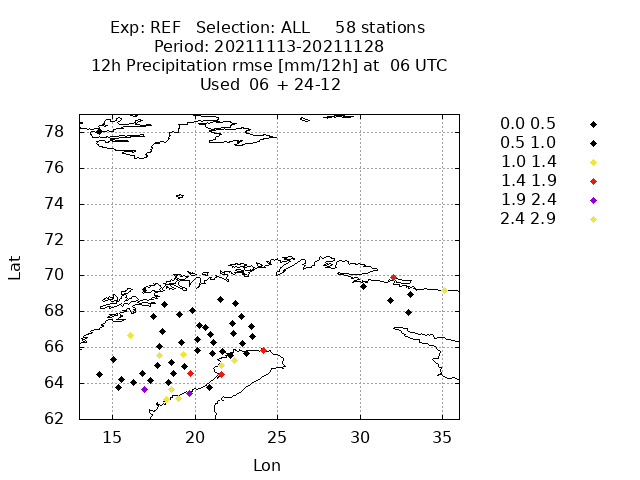 Exp: REF   Selection: ALL     58 stations
Period: 20211113-20211128
12h Precipitation rmse [mm/12h] at  06 UTC
Used  06 + 24-12
0.0 0.5
0.5 1.0
1.0 1.4
1.4 1.9
1.9 2.4
2.4 2.9
78
76
74
72
70
68
66
64
62
Lat
15 20 25 30 35
Lon